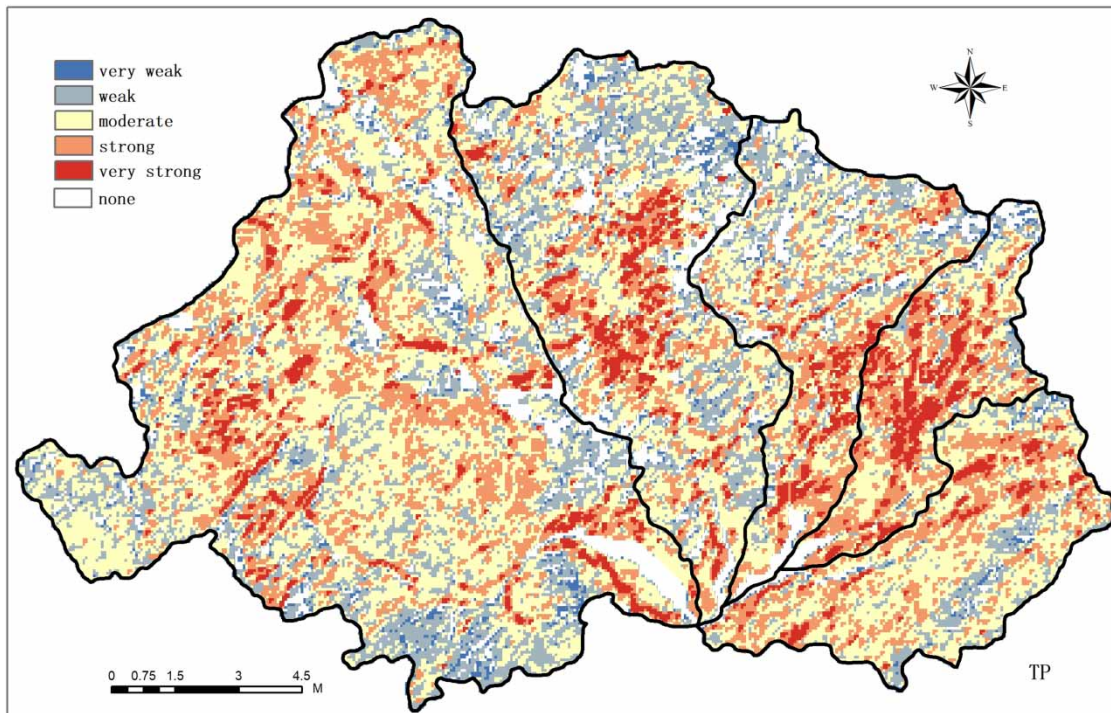 very weak
weak
moderate
strong
very strong
none
N
W E
S
0 0.75 1.5 3 4.5
M
TP